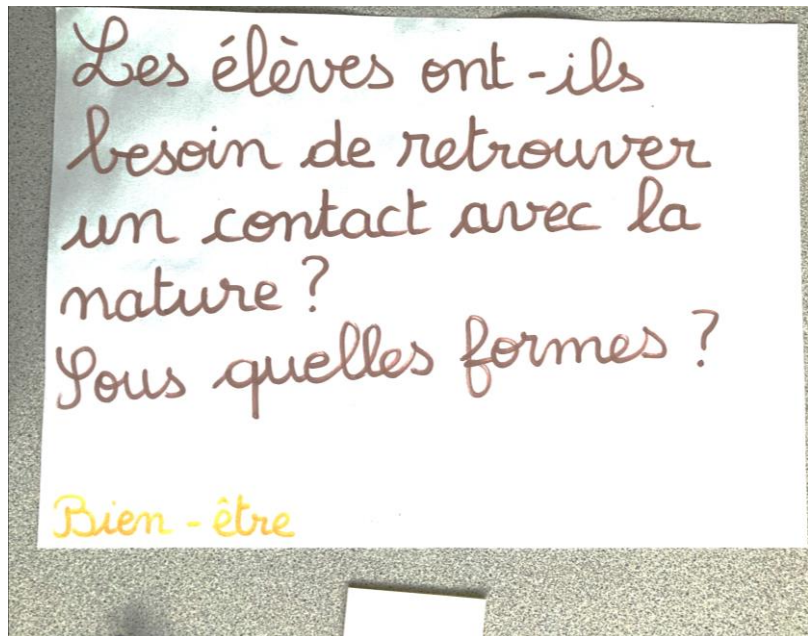 Les élèves ont-ils
besoin de retrouver
un contact avec la
nature ?
Sous quelles formes ?
Bien-être